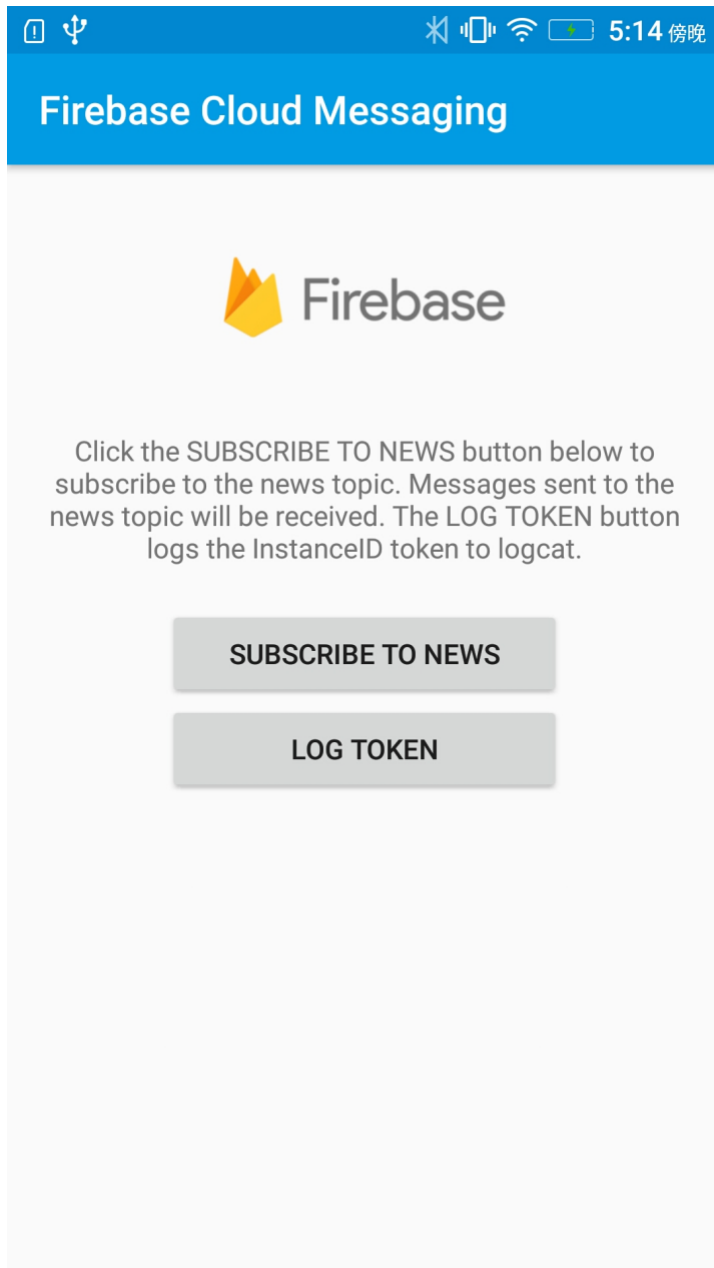 5:14 傍晚
Firebase Cloud Messaging
Firebase
Click the SUBSCRIBE TO NEWS button below to
subscribe to the news topic. Messages sent to the
news topic will be received. The LOG TOKEN button
logs the InstanceID token to logcat.
SUBSCRIBE TO NEWS
LOG TOKEN